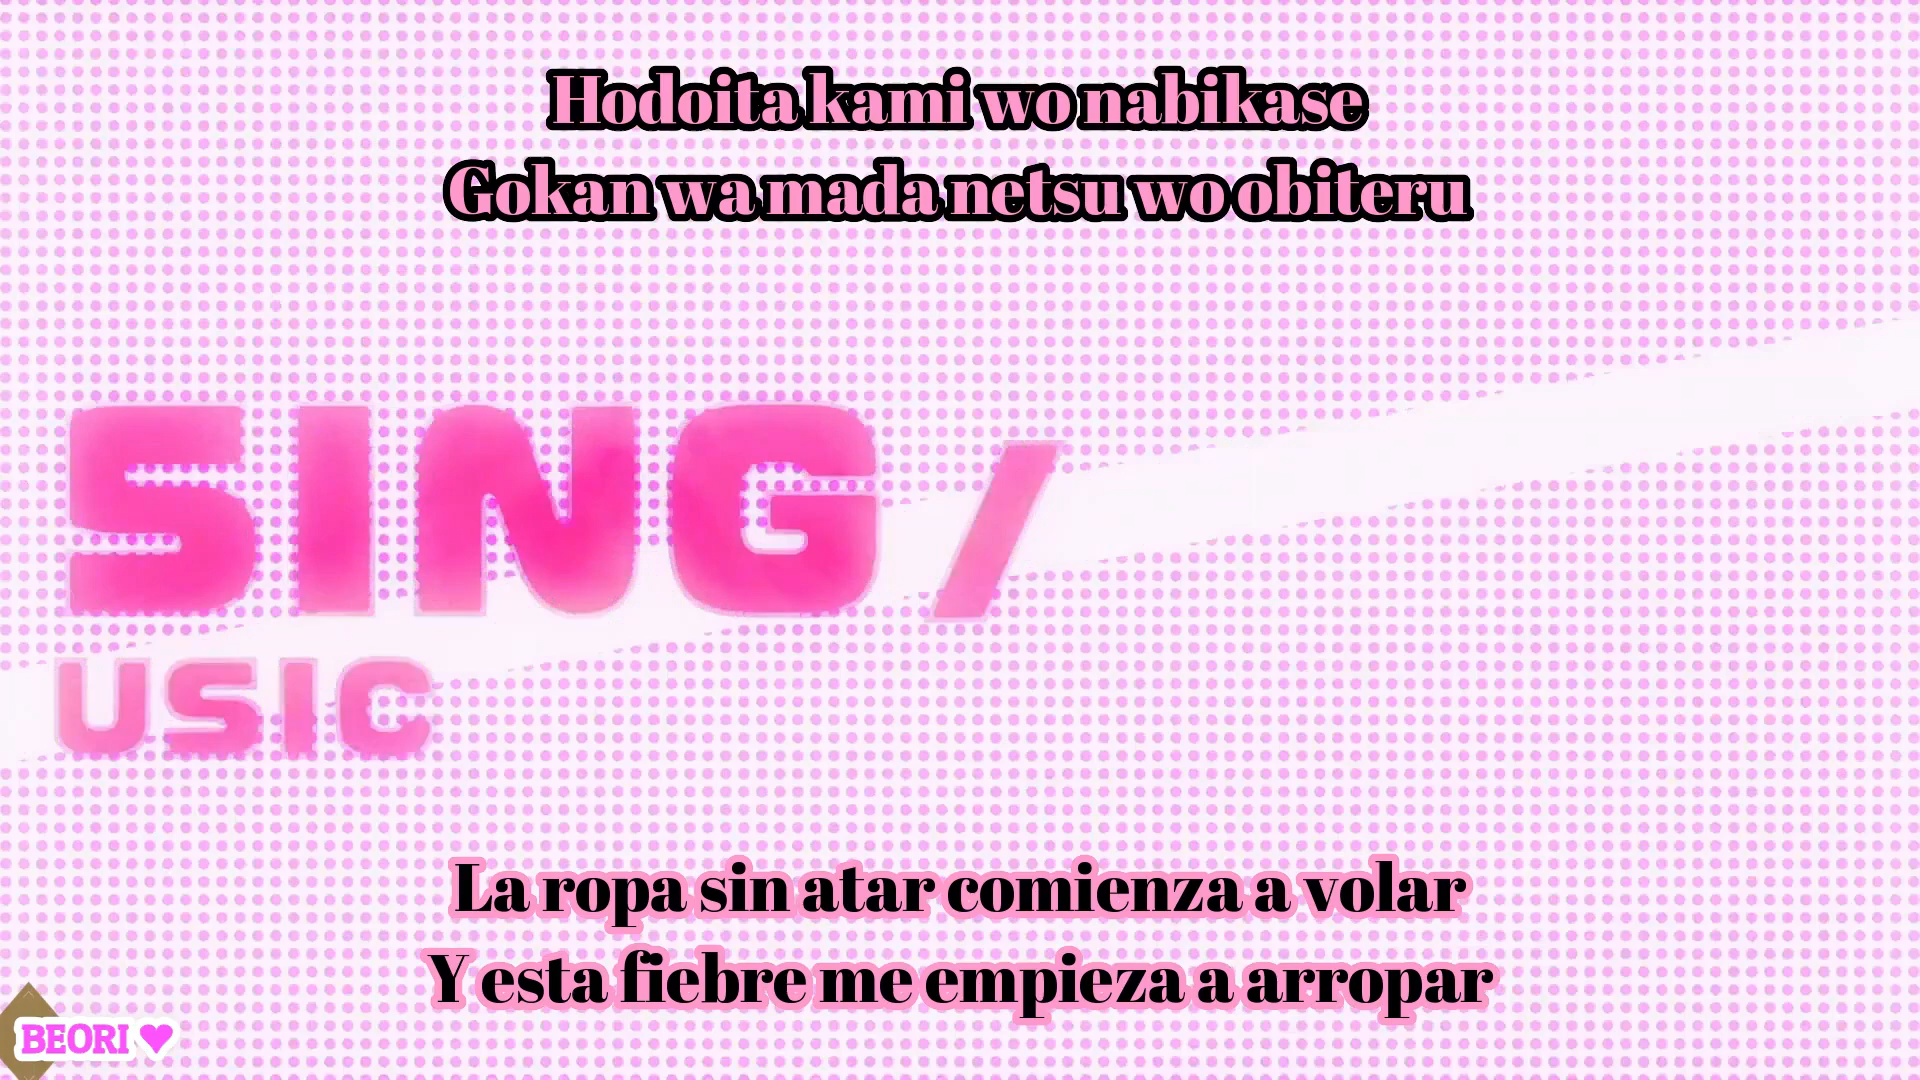 Hodoita kami wo nabikase
Gokan wa mada netsu wo obiteru
SING /
USIC
La ropa sin atar comienza a volar
Y esta fiebre me empieza a arropar
BEORI ♥